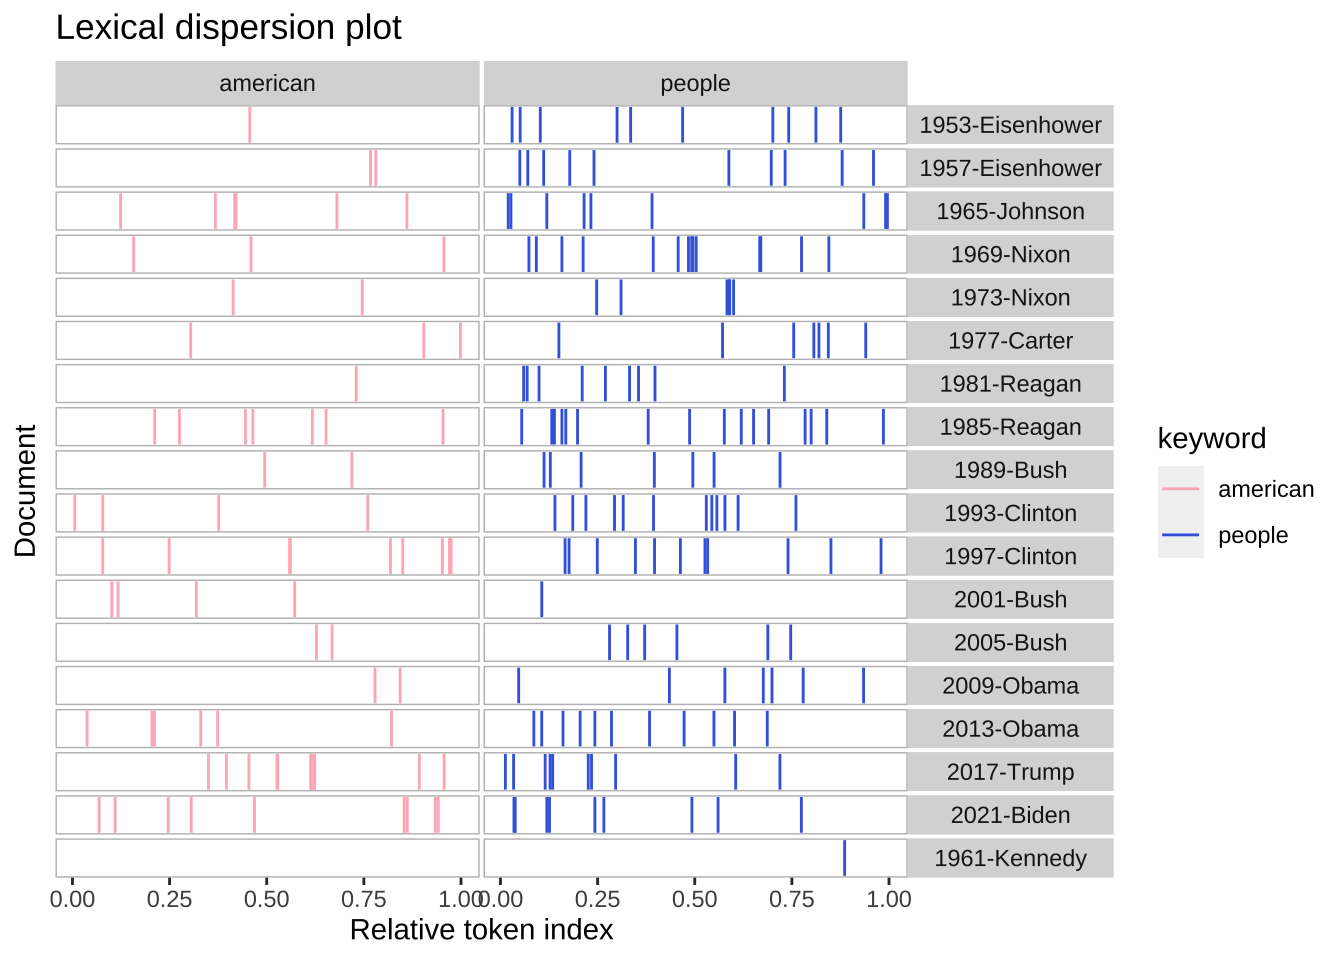 Lexical dispersion plot
american people
1953-Eisenhower
1957-Eisenhower
1965-Johnson
1969-Nixon
1973-Nixon
1977-Carter
1981-Reagan
1985-Reagan
1989-Bush
1993-Clinton
1997-Clinton
2001-Bush
2005-Bush
2009-Obama
2013-Obama
2017-Trump
2021-Biden
1961-Kennedy
0.00 0.25 0.50 0.75 1.00 0.00 0.25 0.50 0.75 1.00
Relative token index
Document
keyword
american
people